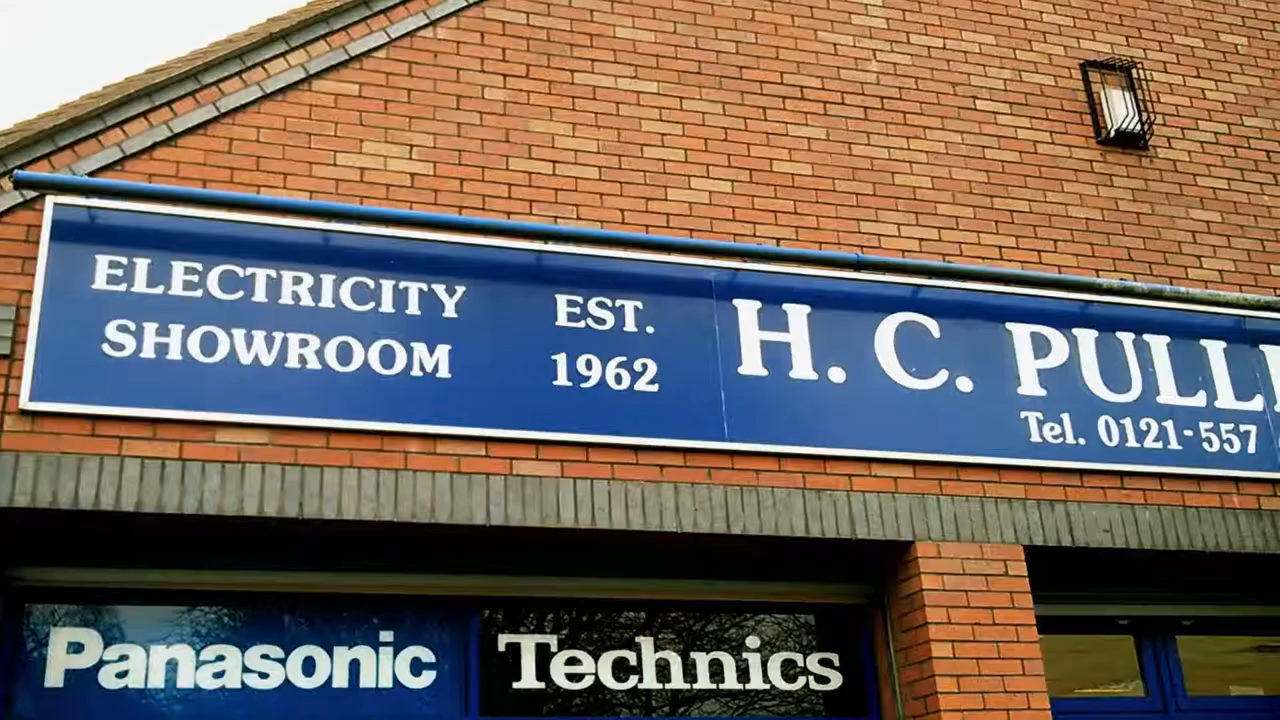 ELECTRICITY
SHOWROOM
EST.
1962
H. C.
Tel. 0121-557
Panasonic
Technics